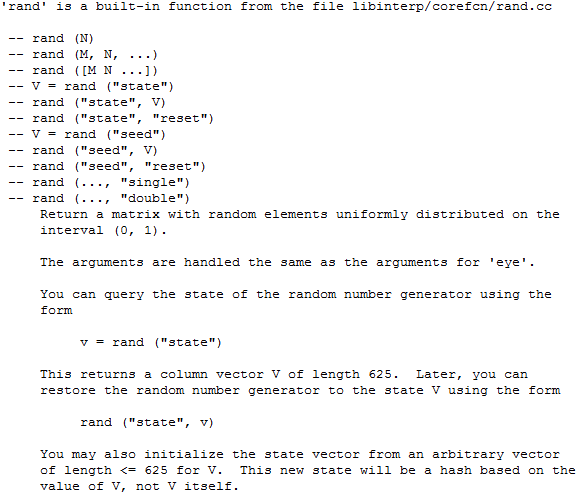 'rand' is a built-in function from the file libinterp/corefcn/rand.cc
-- rand (N)
-- rand (M, N, ...)
-- rand ([M N ...])
-- V = rand ("state")
-- rand ("state", V)
-- rand ("state", "reset")
-- V = rand ("seed")
-- rand ("seed", V)
-- rand ("seed", "reset")
-- rand (..., "single")
-- rand (..., "double")
Return a matrix with random elements uniformly distributed on the
interval (0, 1).
The arguments are handled the same as the arguments for 'eye'.
You can query the state of the random number generator using the
form
v = rand ("state")
This returns a column vector V of length 625.  Later, you can
restore the random number generator to the state V using the form
rand ("state", v)
You may also initialize the state vector from an arbitrary vector
of length <= 625 for V.  This new state will be a hash based on the
value of V, not V itself.